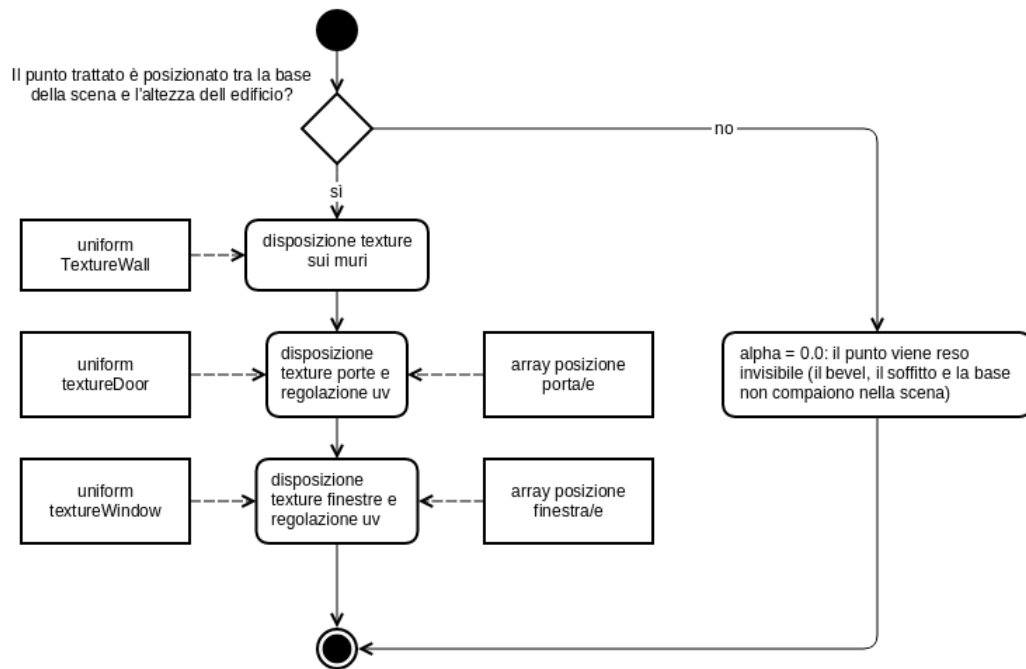 Il punto trattato è posizionato tra la base
della scena e l'altezza dell edificio?
no
sì
uniform
TextureWall
disposizione texture
sui muri
uniform
textureDoor
disposizione
texture porte e
regolazione uv
array posizione
porta/e
alpha = 0.0: il punto viene reso
invisibile (il bevel, il soffitto e la base
non compaiono nella scena)
uniform
textureWindow
disposizione
texture finestre e
regolazione uv
array posizione
finestra/e